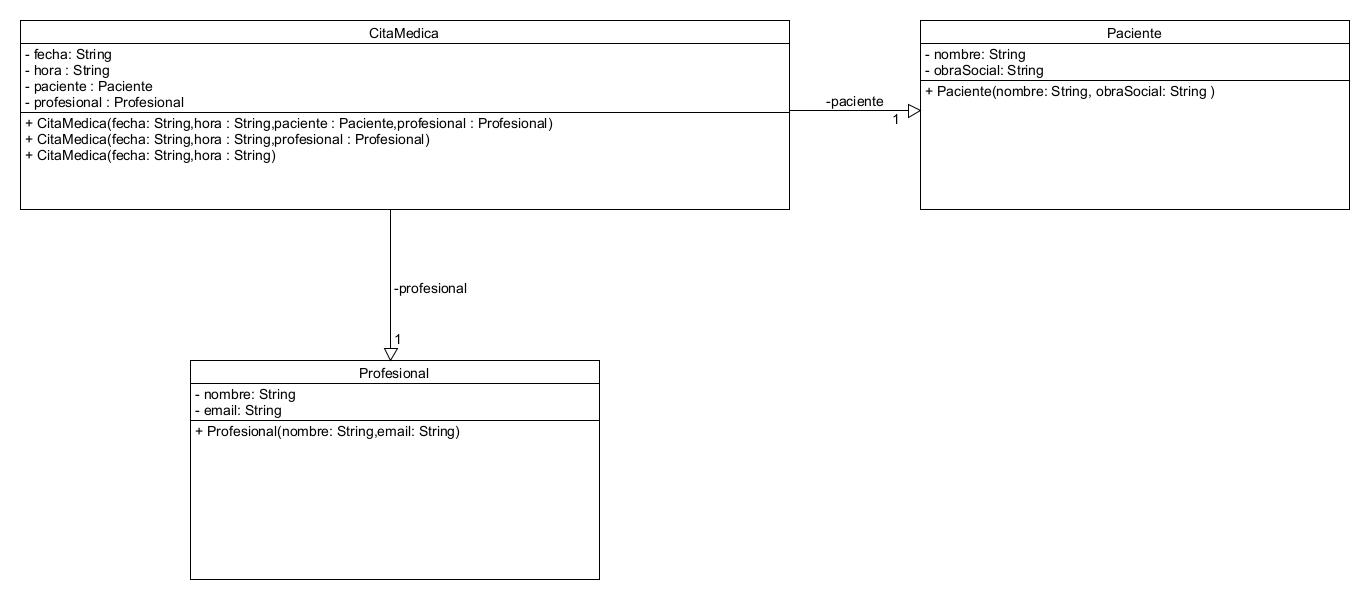 CitaMedica
- fecha: String
- hora : String
- paciente : Paciente
- profesional : Profesional
+ CitaMedica(fecha: String,hora : String,paciente : Paciente,profesional : Profesional)
+ CitaMedica(fecha: String,hora : String,profesional : Profesional)
+ CitaMedica(fecha: String,hora : String)
-paciente
1
Paciente
- nombre: String
- obraSocial: String
+ Paciente(nombre: String, obraSocial: String )
-profesional
1
Profesional
- nombre: String
- email: String
+ Profesional(nombre: String,email: String)